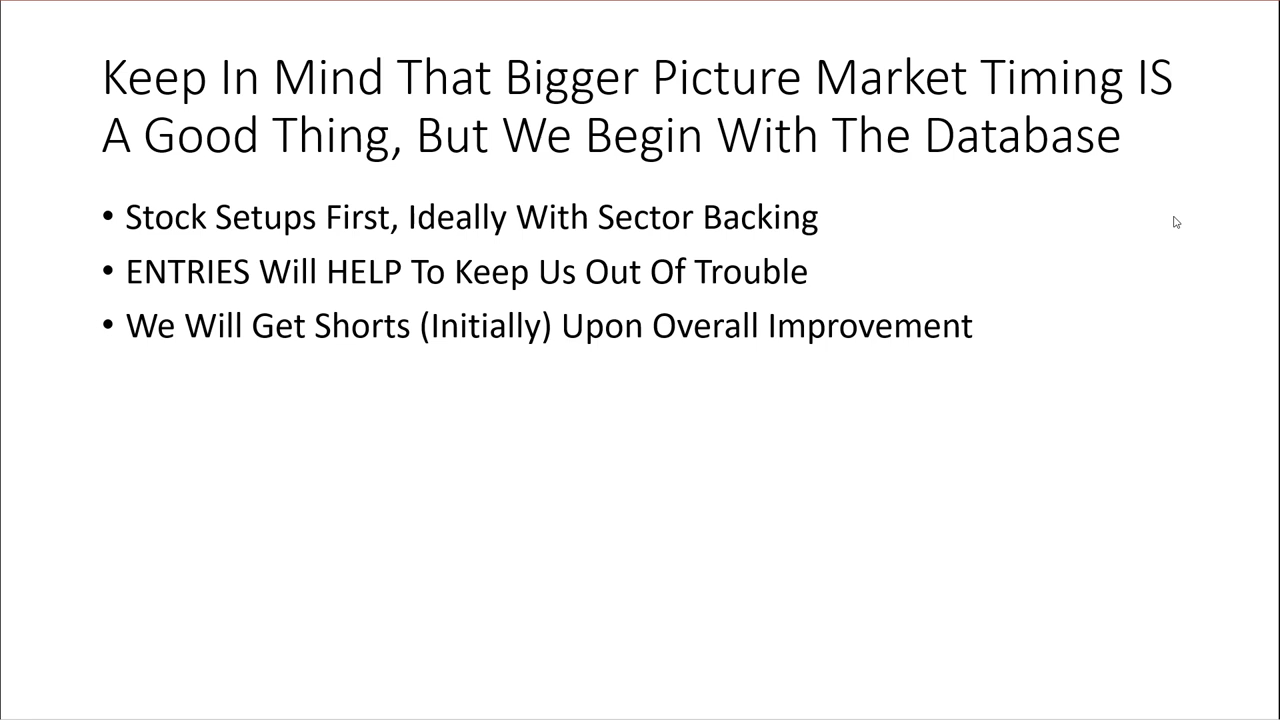 Keep In Mind That Bigger Picture Market Timing IS
A Good Thing, But We Begin With The Database
• Stock Setups First, Ideally With Sector Backing
• ENTRIES Will HELP To Keep Us Out Of Trouble
• We Will Get Shorts (Initially) Upon Overall Improvement